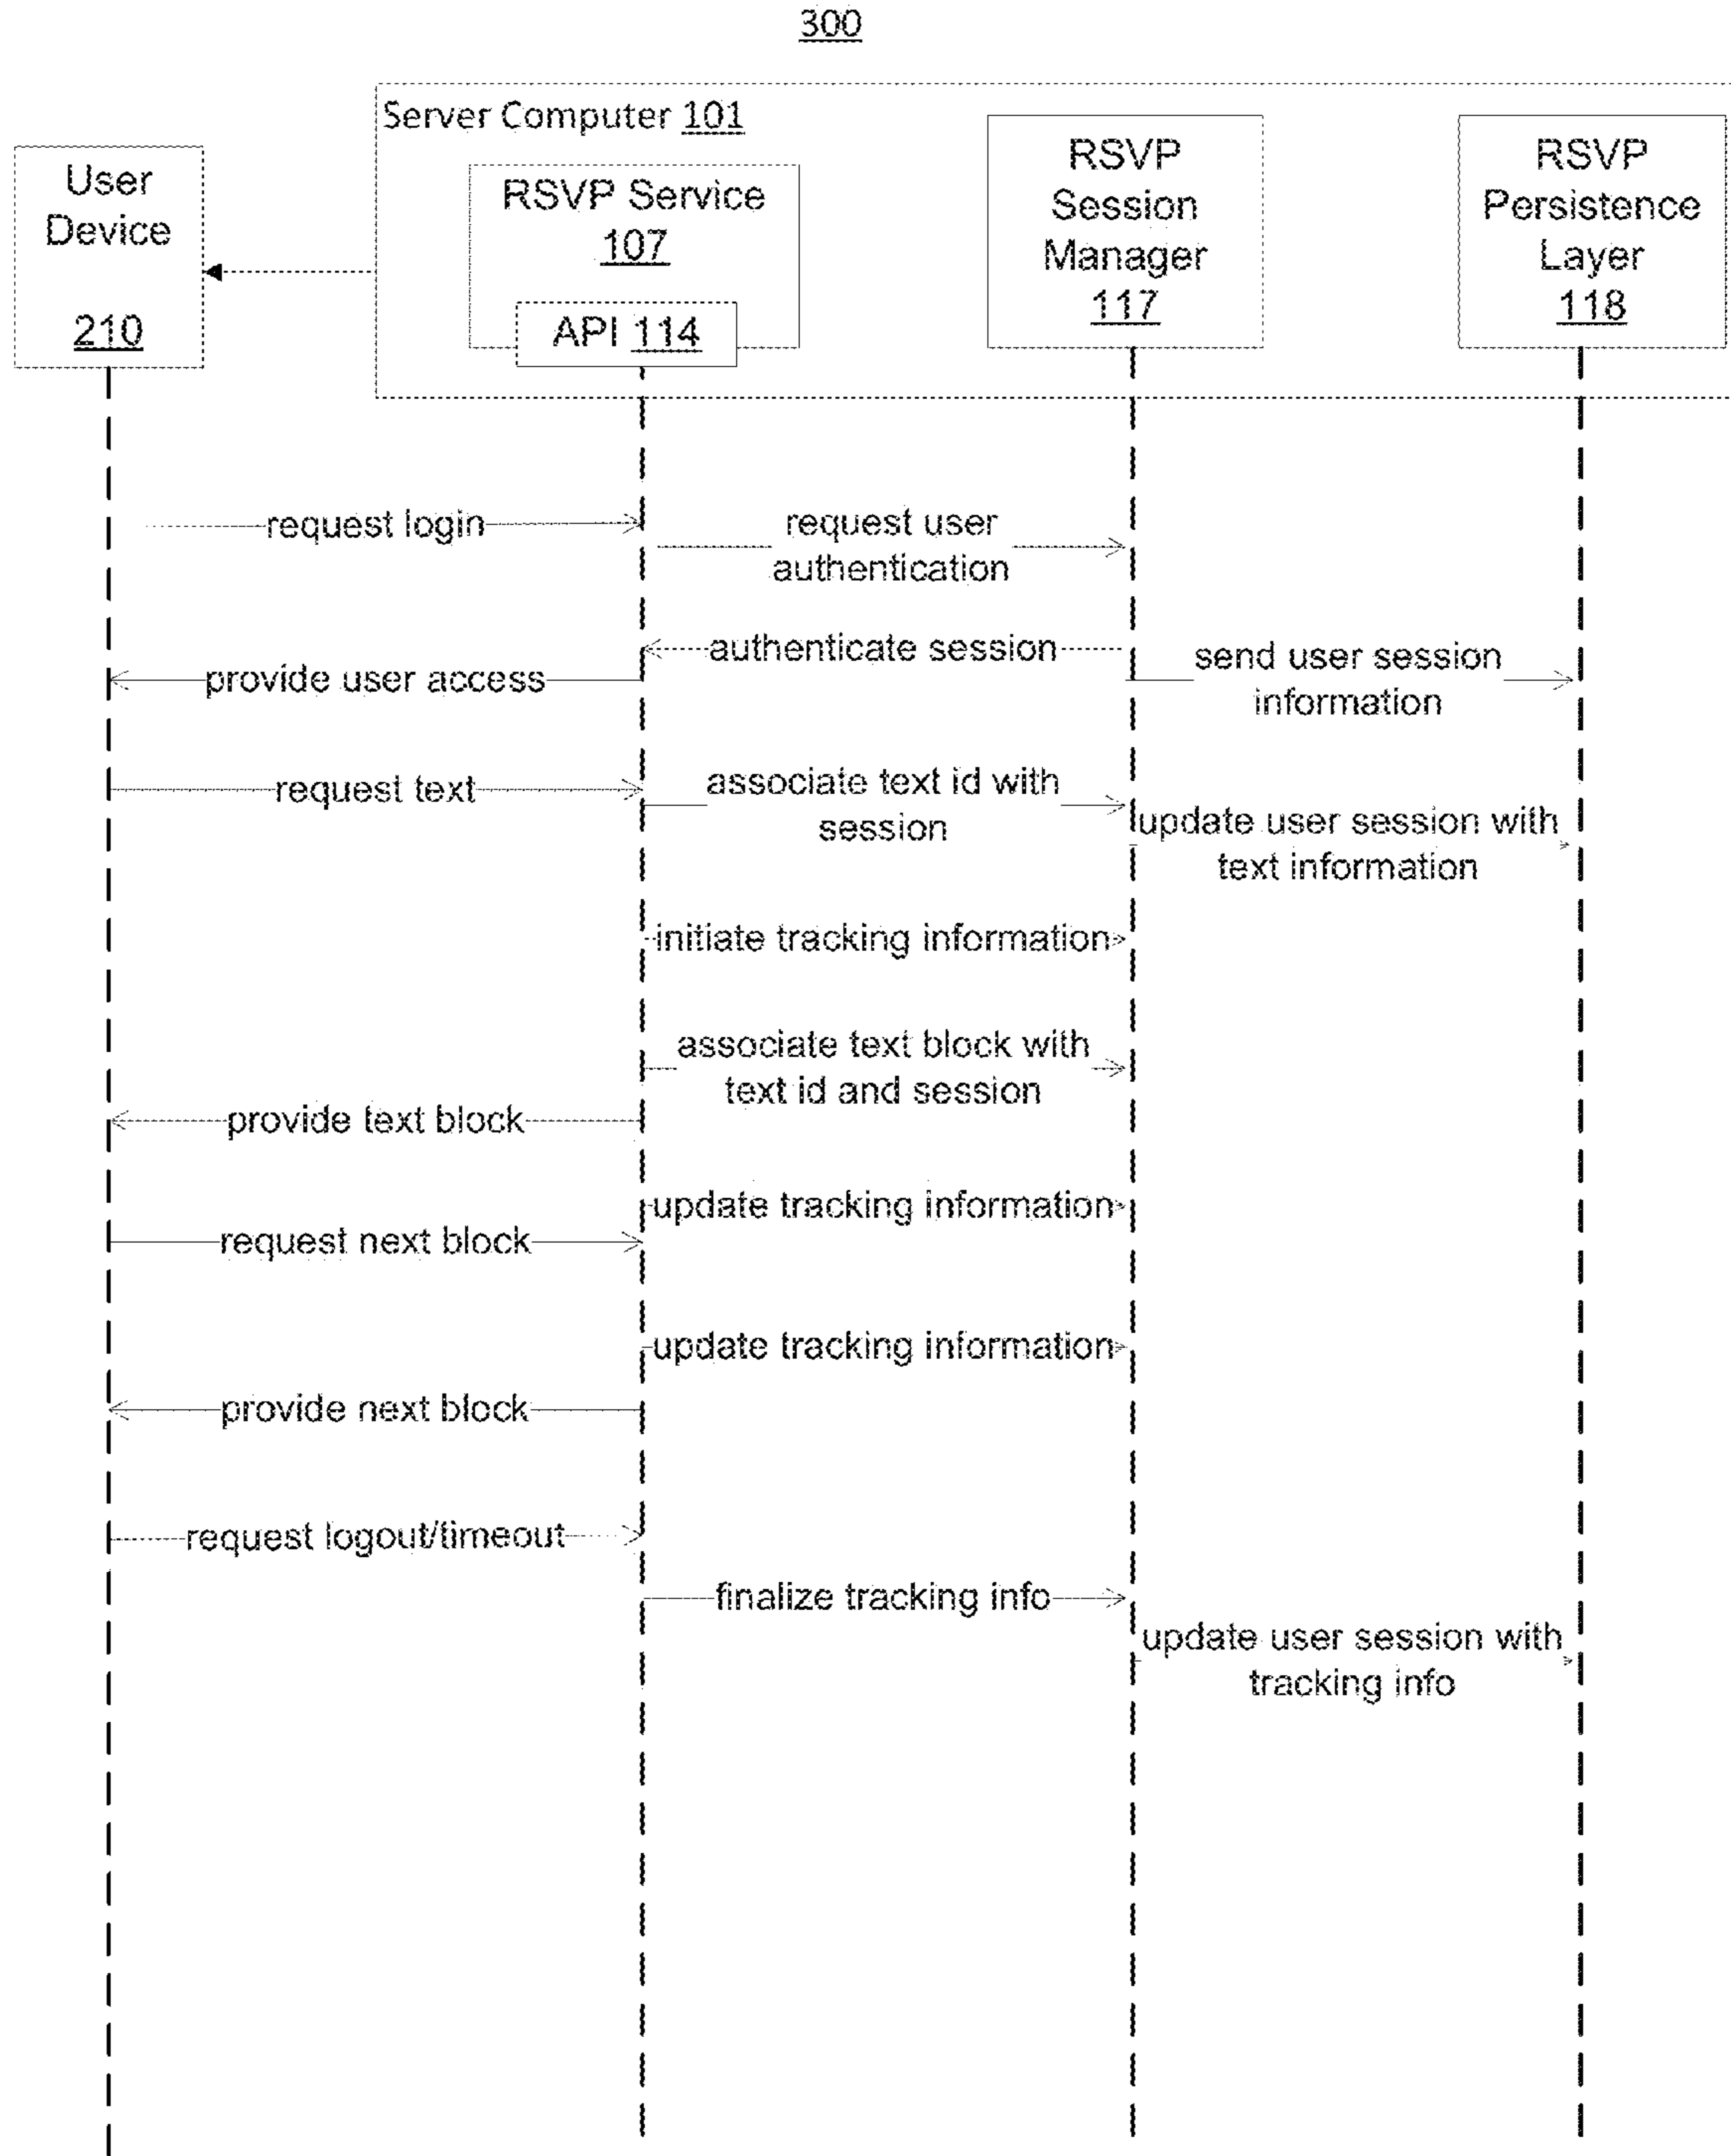 300
Server Computer 101
User
Device
210
RSVP Service
107
API 114
RSVP
Session
Manager
117
RSVP
Persistence
Layer
118
request login
request user
authentication
authenticate session
provide user access
send user session
information
request text
associate text id with
session
update user session with
text information
initiate tracking information
associate text block with
text id and session
provide text block
update tracking information
request next block
update tracking information
provide next block
request logout/timeout
finalize tracking info
update user session with
tracking info